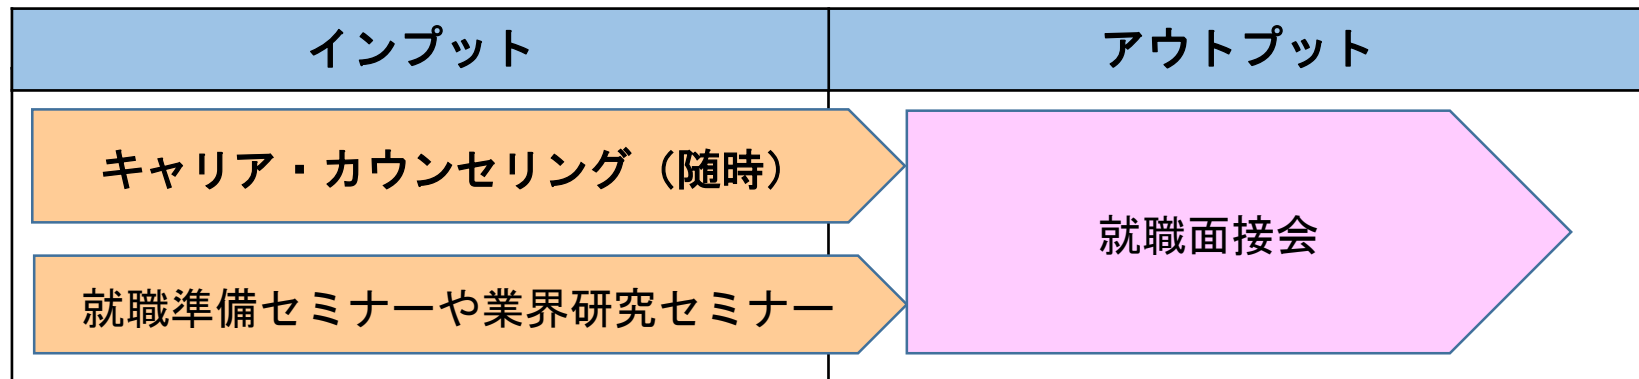 インプット
アウトプット
キャリア・カウンセリング（随時）
就職面接会
就職準備セミナーや業界研究セミナー